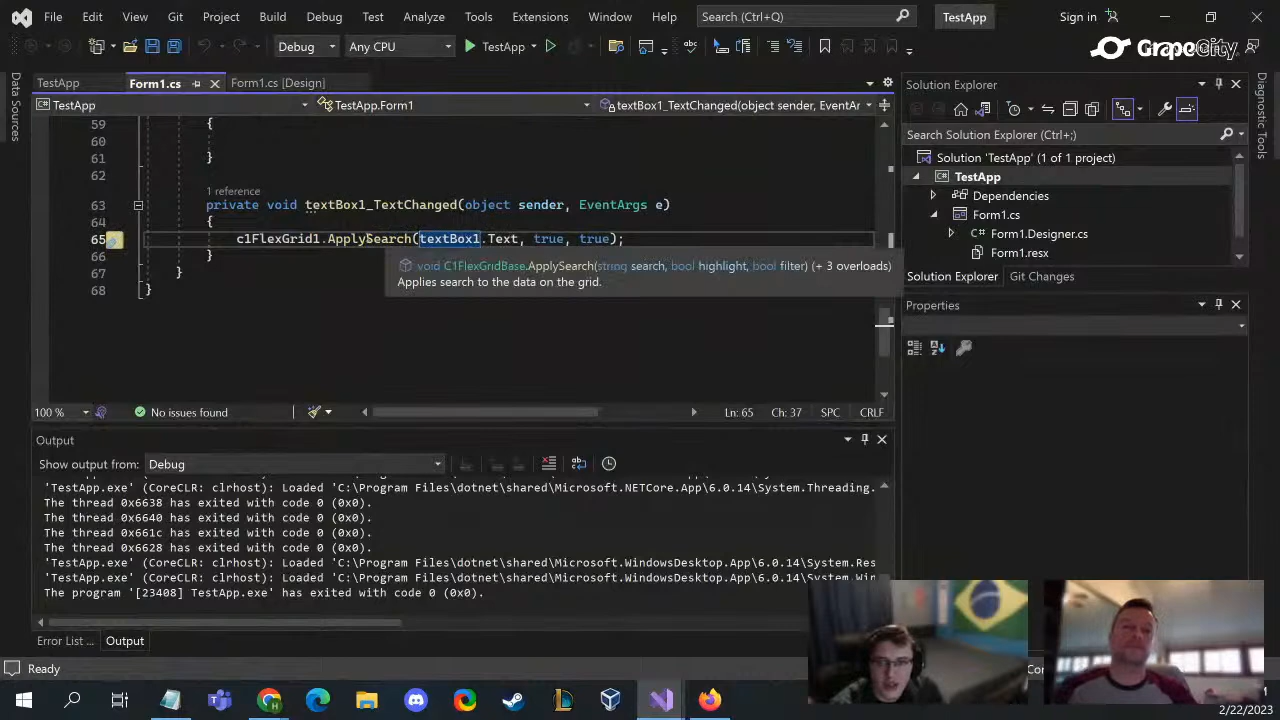 File Edit View Git Project Build Debug Test Analyze Tools Extensions Window Help Search (Ctrl+Q) TestApp Sign in
Debug Any CPU TestApp GrapeCity
TestApp Form1.cs Form1.cs [Design]
TestApp TestApp.Form1 textBox1_TextChanged(object sender, EventAr
Data Sources
59 {
60
61 }
62
1 reference
63 private void textBox1_TextChanged(object sender, EventArgs e)
64 {
65 c1FlexGrid1.ApplySearch(textBox1.Text, true, true);
66 }
67 }
68 }
void C1FlexGridBase.ApplySearch(string search, bool highlight, bool filter) (+ 3 overloads)
Applies search to the data on the grid.
100 % No issues found Ln: 65 Ch: 37 SPC CRLF
Output
Show output from: Debug
'TestApp.exe' (CoreCLR: clrhost): Loaded 'C:\Program Files\dotnet\shared\Microsoft.NETCore.App\6.0.14\System.Threading.
The thread 0x6638 has exited with code 0 (0x0).
The thread 0x6640 has exited with code 0 (0x0).
The thread 0x661c has exited with code 0 (0x0).
The thread 0x6628 has exited with code 0 (0x0).
'TestApp.exe' (CoreCLR: clrhost): Loaded 'C:\Program Files\dotnet\shared\Microsoft.WindowsDesktop.App\6.0.14\System.Res
'TestApp.exe' (CoreCLR: clrhost): Loaded 'C:\Program Files\dotnet\shared\Microsoft.WindowsDesktop.App\6.0.14\System.Win
The program '[23408] TestApp.exe' has exited with code 0 (0x0).
Error List ... Output
Ready
Solution Explorer
Search Solution Explorer (Ctrl+;)
Solution 'TestApp' (1 of 1 project)
TestApp
Dependencies
Form1.cs
Form1.Designer.cs
Form1.resx
Solution Explorer Git Changes
Properties
Diagnostic Tools
2/22/2023